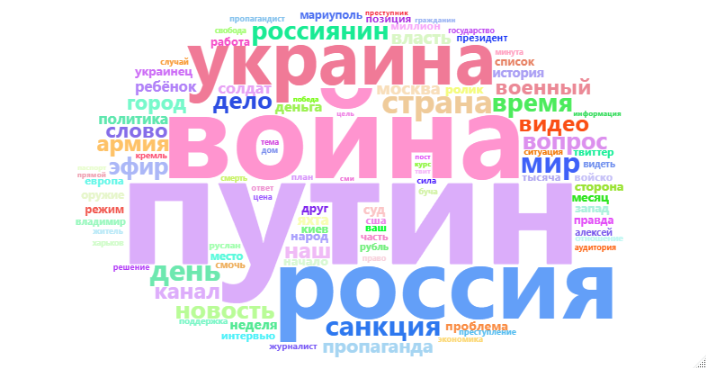 пропагандист
мариуполь
преступник
гражданин
свобода
россиянин
позиция
миллион
государство
работа
власть
президент
украина
минута
случай
список
украинец
история
ребёнок
солдат
москва
ролик
военный
город
дело
деньга
победа
страна
время
информация
цель
политика
видео
слово
война
вопрос
твиттер
армия
тема
дом
кремль
пост
ситуация
эфир
курс
мир
видеть
прямой
европа
смерть
ответ
план
сми
сила
тысяча
войско
оружие
цена
буча
сторона
месяц
путин
режим
друг
суд
запад
владимир
яхта
сша
правда
житель
киев
ваш
алексей
народ
часть
отношение
харьков
руслан
наш
рубль
аудитория
место
право
решение
день
смочь
начало
россия
канал
новость
поддержка
неделя
санкция
проблема
преступление
интервью
экономика
журналист
пропаганда